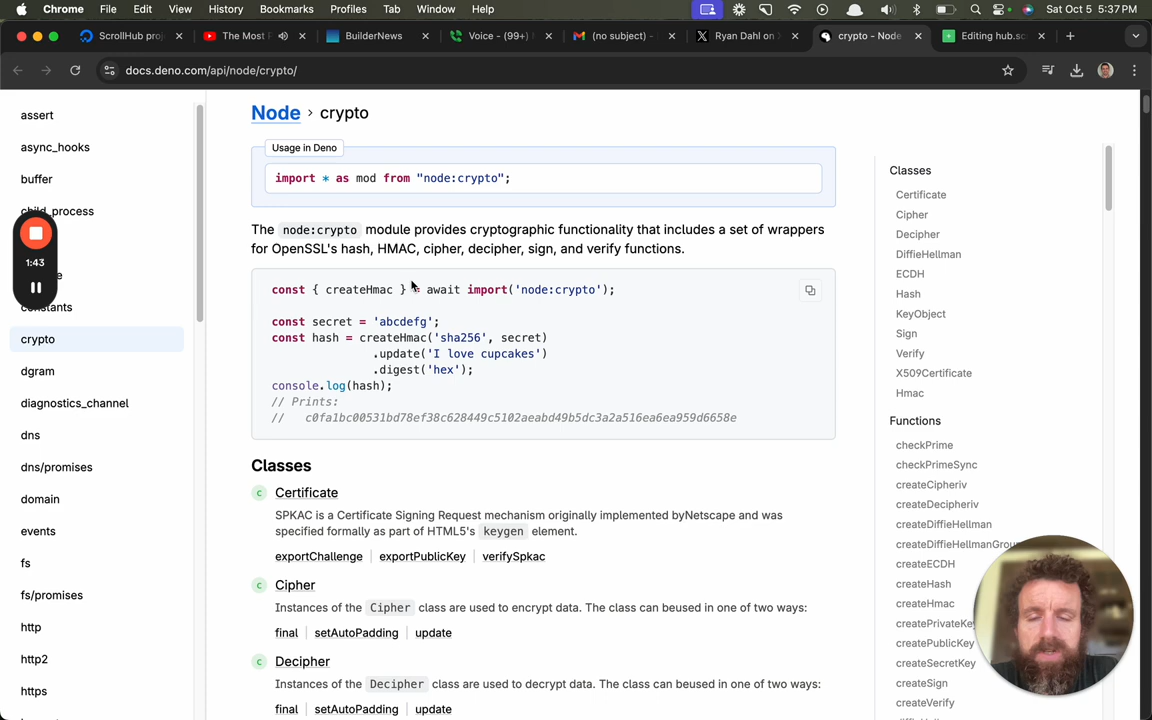 Chrome File Edit View History Bookmarks Profiles Tab Window Help Sat Oct 5 5:37 PM
ScrollHub proj The Most F BuilderNews Voice - (99+) (no subject) - Ryan Dahl on crypto - Node Editing hub.sc
docs.deno.com/api/node/crypto/
assert
async_hooks
buffer
child_process
1:43
constants
crypto
dgram
diagnostics_channel
dns
dns/promises
domain
events
fs
fs/promises
http
http2
https
Node > crypto
Usage in Deno
import * as mod from "node:crypto";
The node:crypto module provides cryptographic functionality that includes a set of wrappers
for OpenSSL's hash, HMAC, cipher, decipher, sign, and verify functions.
const { createHmac } = await import('node:crypto');
const secret = 'abcdefg';
const hash = createHmac('sha256', secret)
.update('I love cupcakes')
.digest('hex');
console.log(hash);
// Prints:
// c0fa1bc00531bd78ef38c628449c5102aeabd49b5dc3a2a516ea6ea959d6658e
Classes
c Certificate
SPKAC is a Certificate Signing Request mechanism originally implemented byNetscape and was
specified formally as part of HTML5's keygen element.
exportChallenge | exportPublicKey | verifySpkac
c Cipher
Instances of the Cipher class are used to encrypt data. The class can beused in one of two ways:
final | setAutoPadding | update
c Decipher
Instances of the Decipher class are used to decrypt data. The class can beused in one of two ways:
final | setAutoPadding | update
Classes
Certificate
Cipher
Decipher
DiffieHellman
ECDH
Hash
KeyObject
Sign
Verify
X509Certificate
Hmac
Functions
checkPrime
checkPrimeSync
createCipheriv
createDecipheriv
createDiffieHellman
createDiffieHellmanGrou
createECDH
createHash
createHmac
createPrivateKe
createPublicKey
createSecretKey
createSign
createVerify